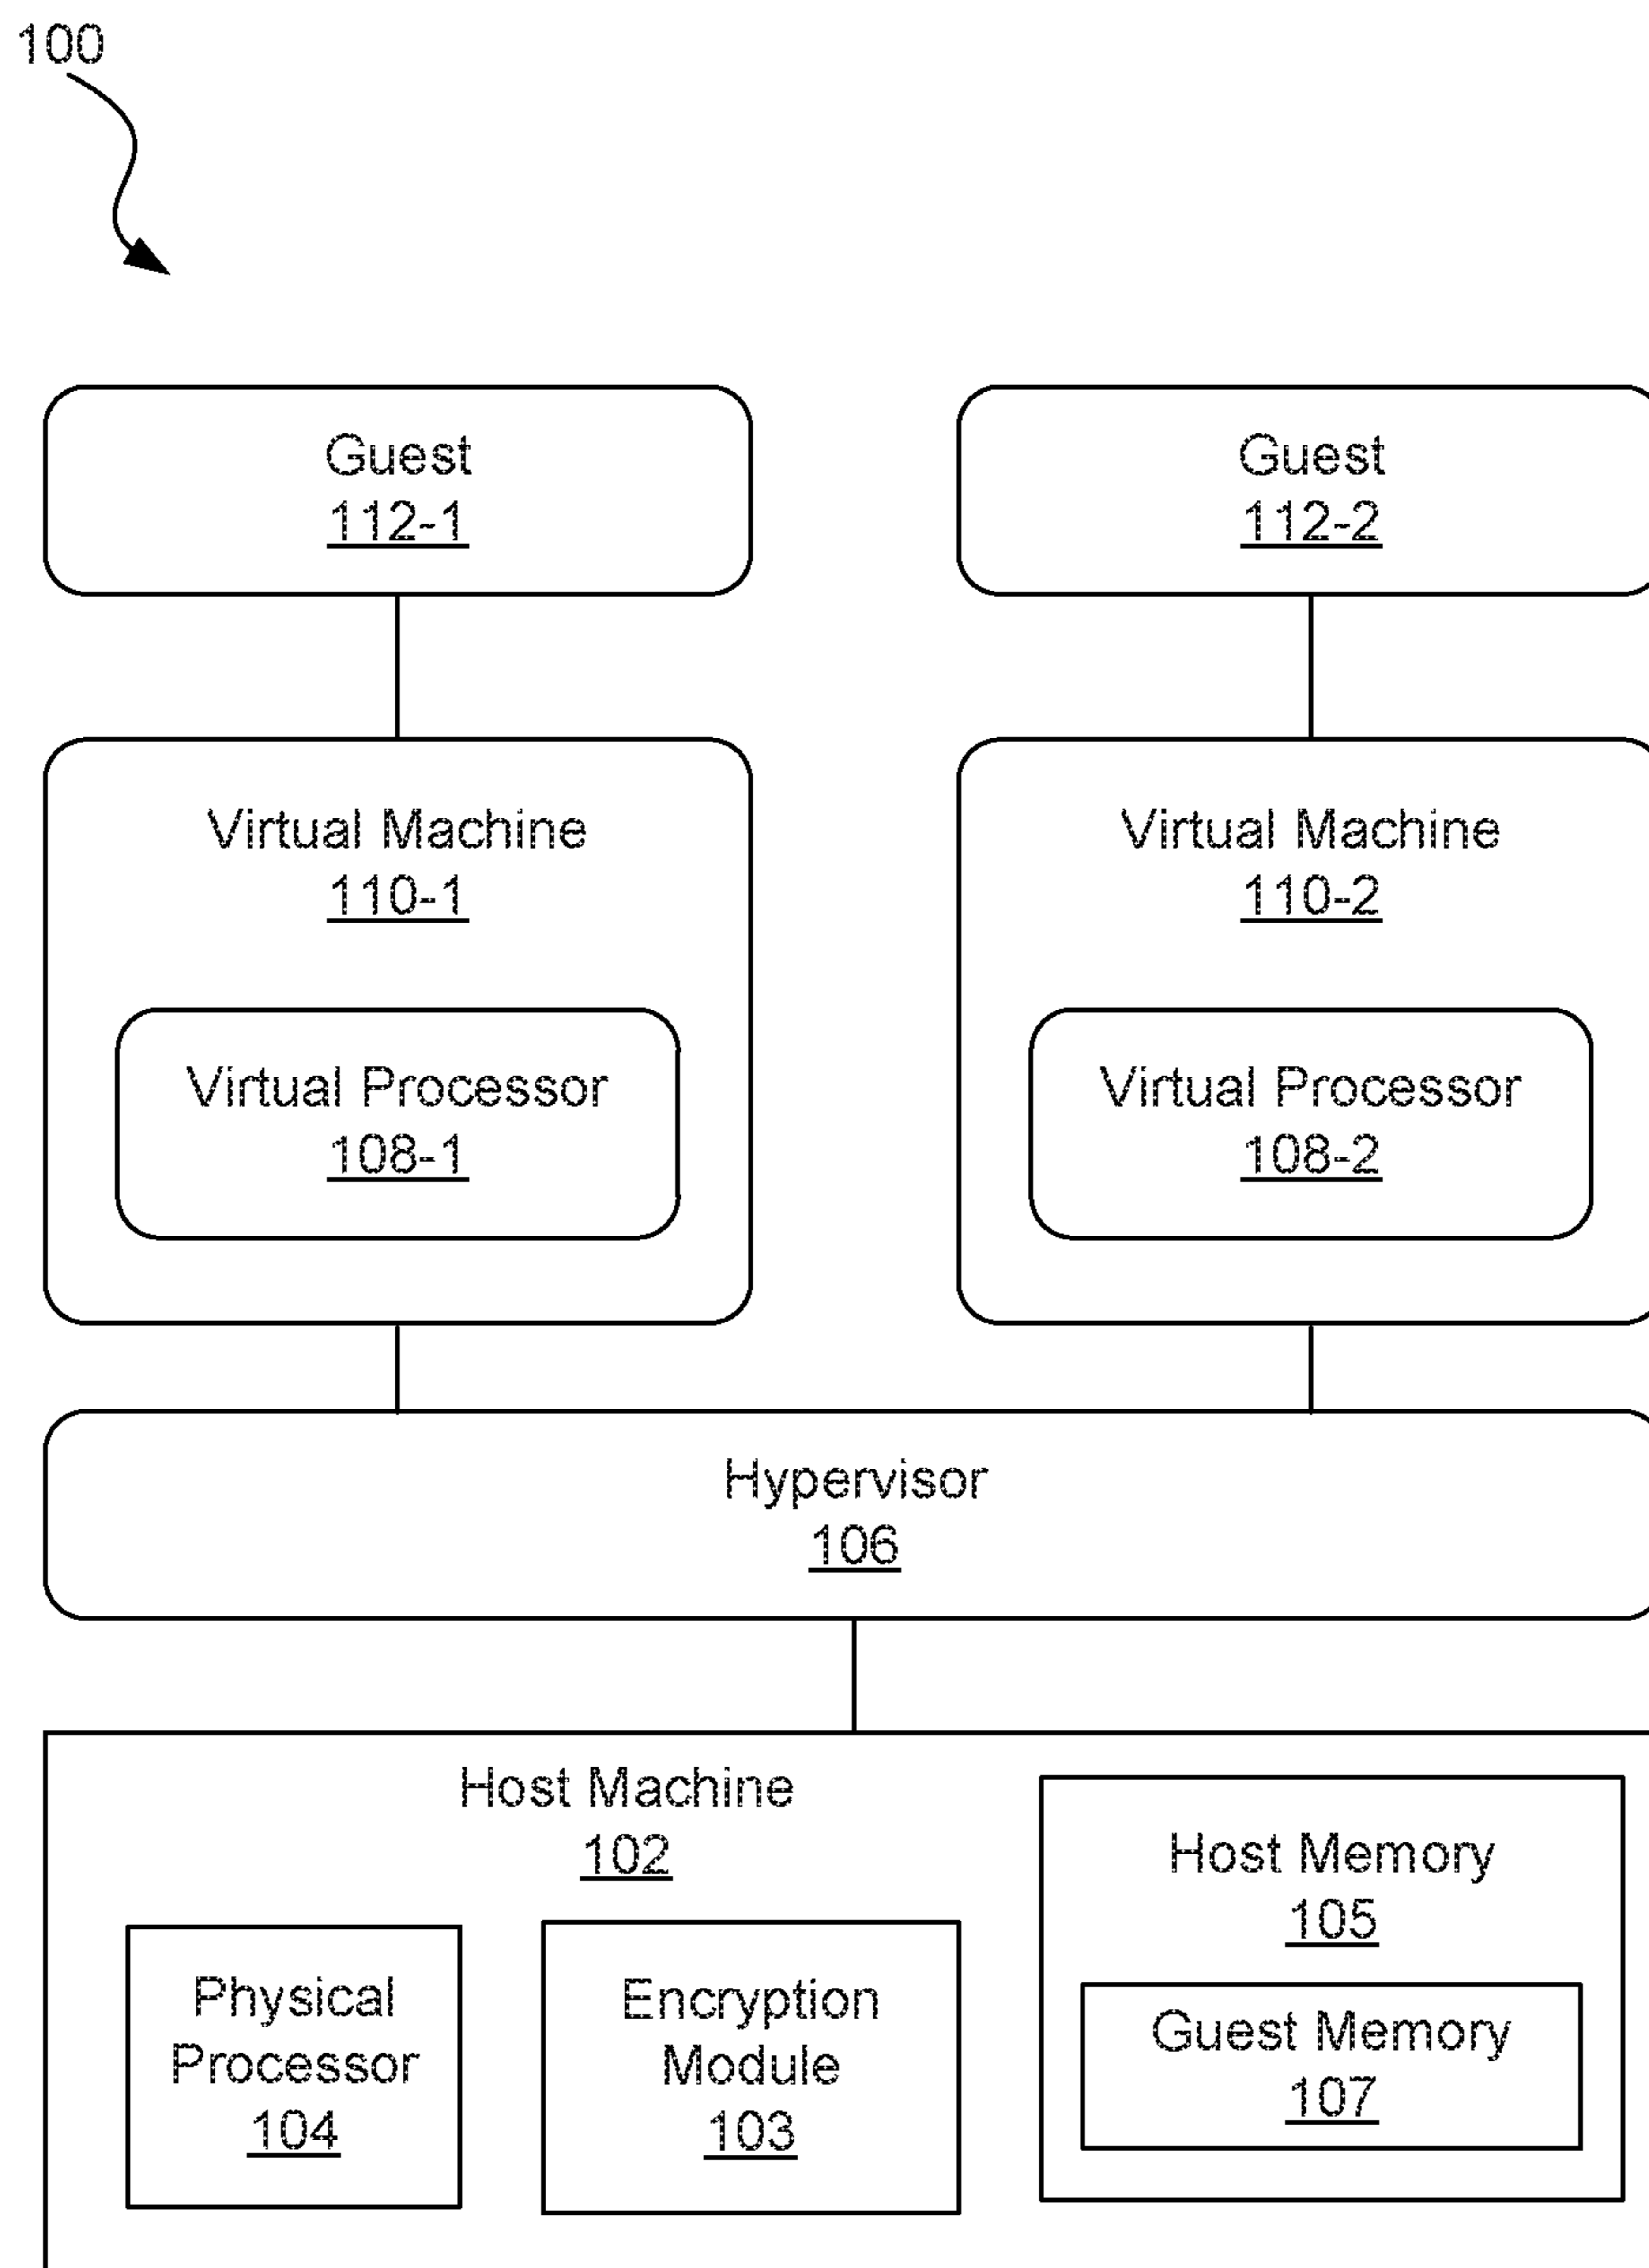 100
Guest
112-1
Guest
112-2
Virtual Machine
110-1
Virtual Processor
108-1
Virtual Machine
110-2
Virtual Processor
108-2
Hypervisor
106
Host Machine
102
Physical
Processor
104
Encryption
Module
103
Host Memory
105
Guest Memory
107